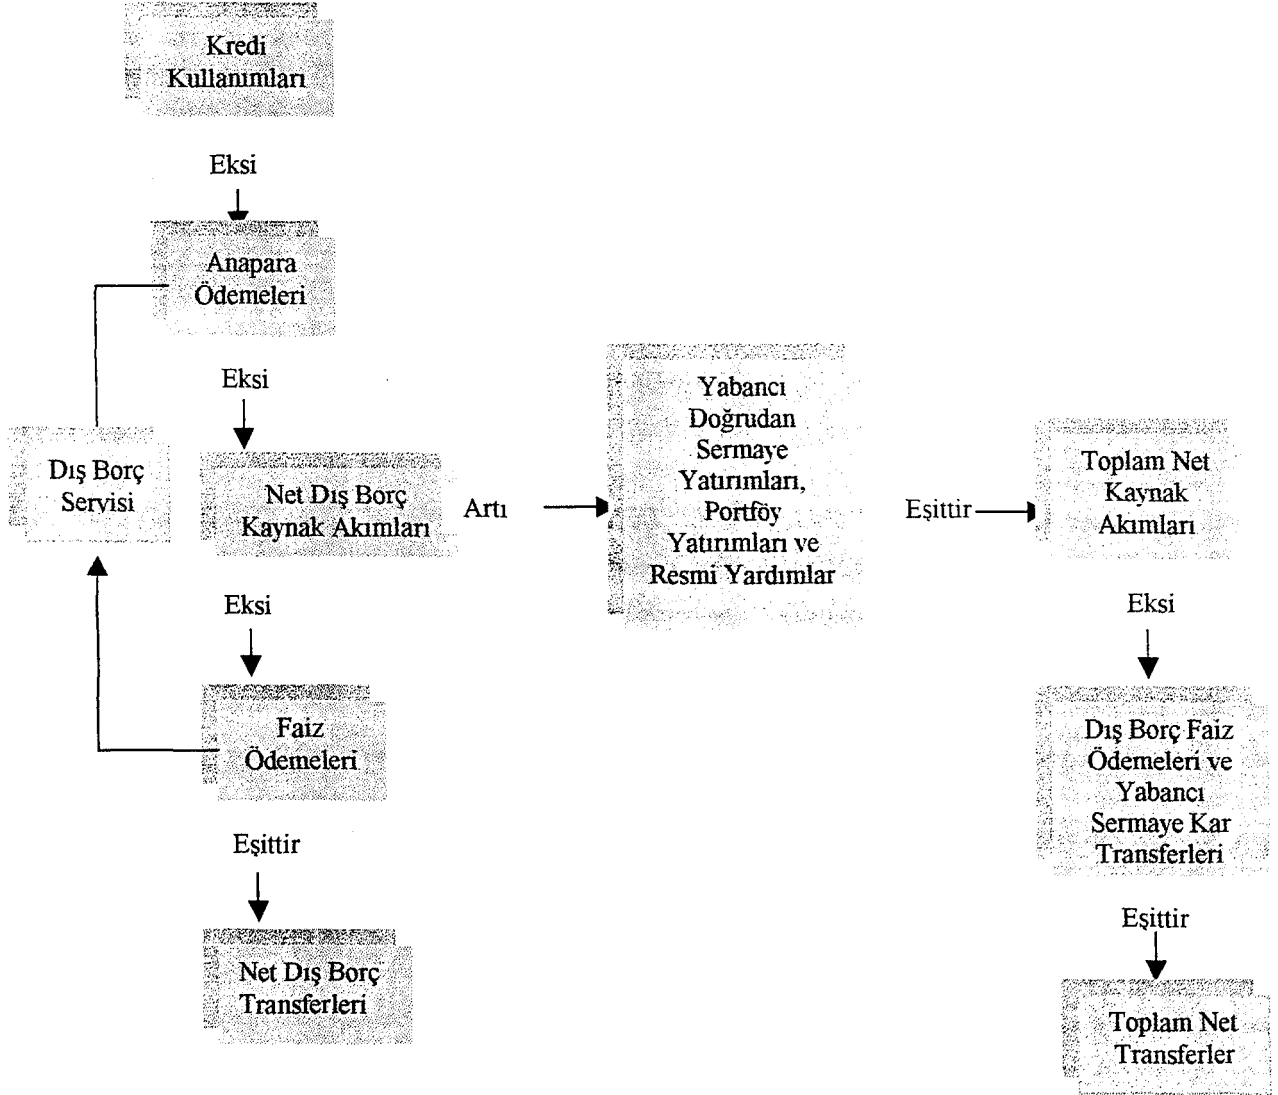 Kredi
Kullanımları
Eksi
Anapara
Ödemeleri
Eksi
Dış Borç
Servisi
Net Dış Borç
Kaynak Akımları
Artı
Yabancı
Doğrudan
Sermaye
Yatırımları,
Portföy
Yatırımları ve
Resmi Yardımlar
Eşittir
Toplam Net
Kaynak
Akımları
Eksi
Faiz
Ödemeleri
Eşittir
Net Dış Borç
Transferleri
Eksi
Dış Borç Faiz
Ödemeleri ve
Yabancı
Sermaye Kar
Transferleri
Eşittir
Toplam Net
Transferler